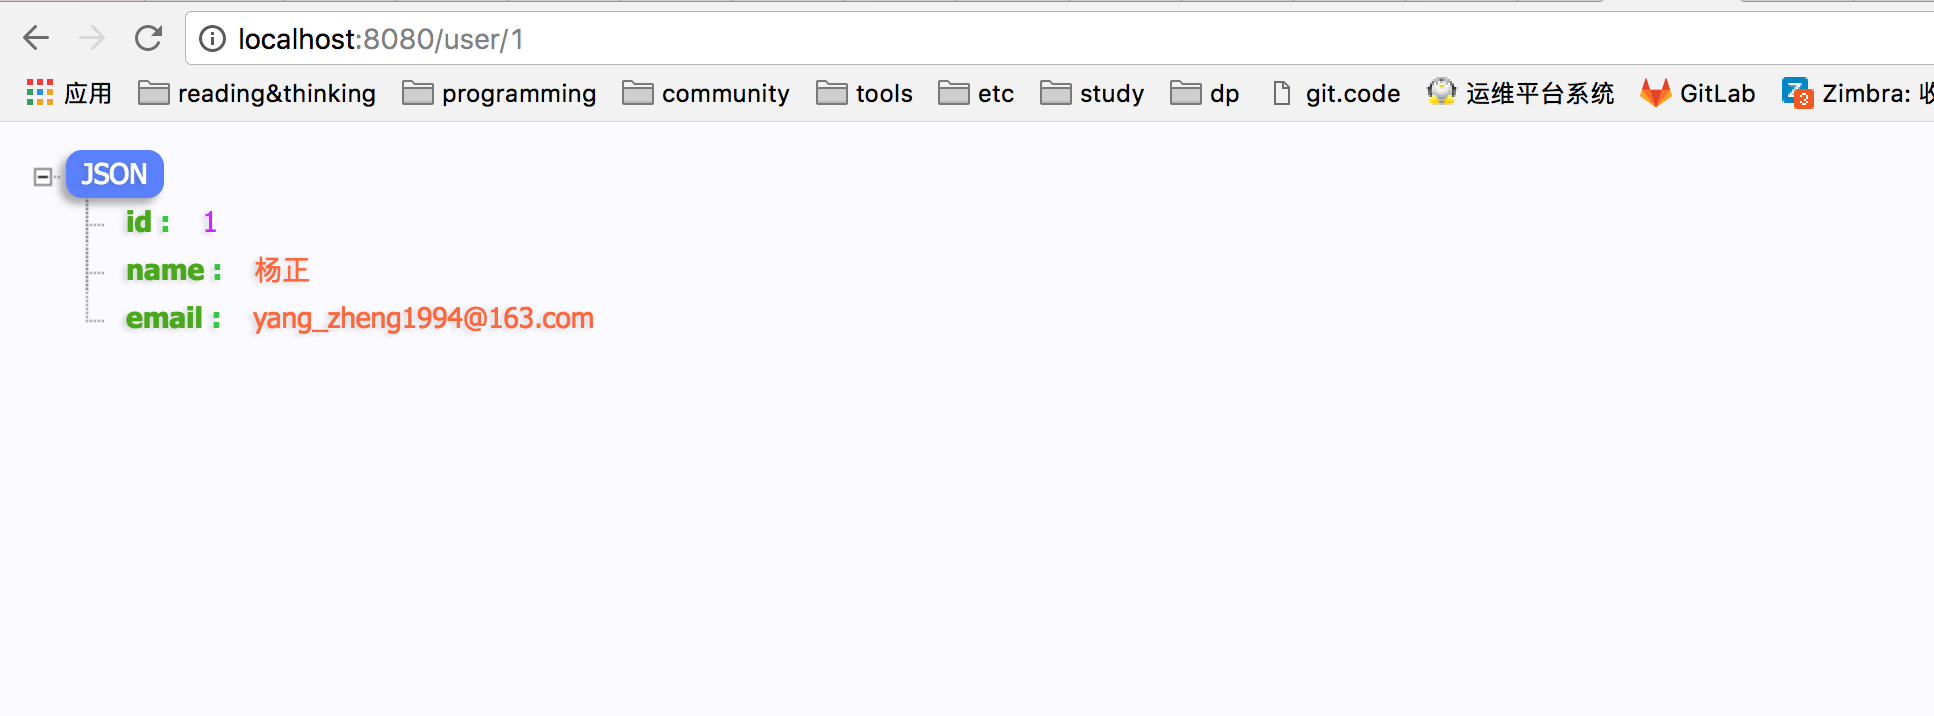 localhost:8080/user/1
应用 reading&thinking programming community tools etc study dp git.code 运维平台系统 GitLab Zimbra: 收
JSON
id : 1
name : 杨正
email : yang_zheng1994@163.com